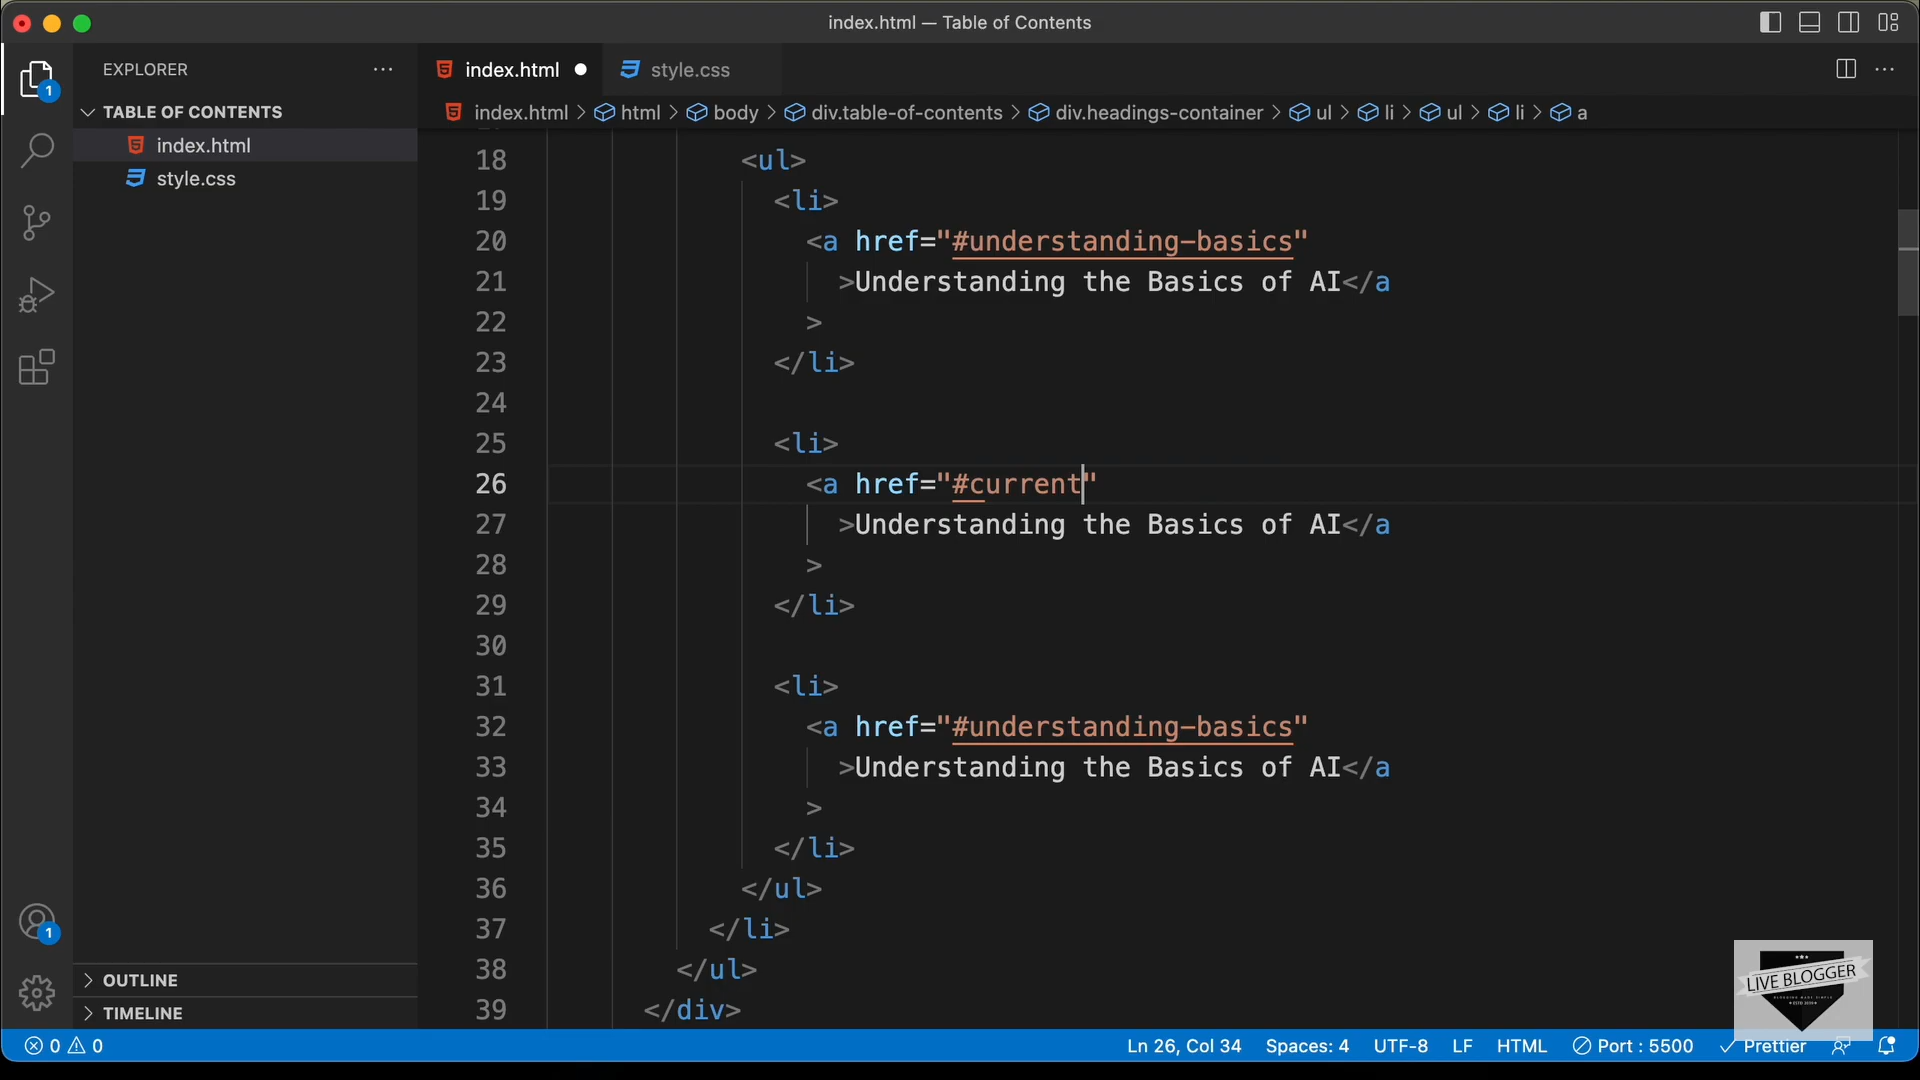 index.html — Table of Contents
EXPLORER
index.html
style.css
1
TABLE OF CONTENTS
index.html > html > body > div.table-of-contents > div.headings-container > ul > li > ul > li > a
index.html
style.css
18 <ul>
19 <li>
20 <a href="#understanding-basics"
21 >Understanding the Basics of AI</a
22 >
23 </li>
24
25 <li>
26 <a href="#current"
27 >Understanding the Basics of AI</a
28 >
29 </li>
30
31 <li>
32 <a href="#understanding-basics"
33 >Understanding the Basics of AI</a
34 >
35 </li>
36 </ul>
37 </li>
38 </ul>
39 </div>
1
OUTLINE
TIMELINE
LIVE BLOGGER
0 0
Ln 26, Col 34 Spaces: 4 UTF-8 LF HTML Port : 5500 Prettier